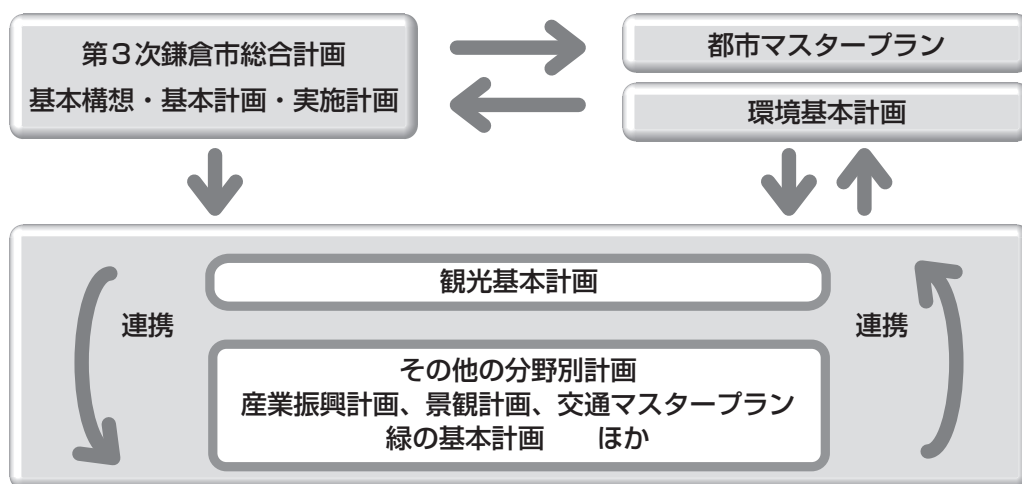 第３次鎌倉市総合計画
基本構想・基本計画・実施計画
都市マスタープラン
環境基本計画
観光基本計画
連携
連携
その他の分野別計画
産業振興計画、景観計画、交通マスタープラン
緑の基本計画　　ほか